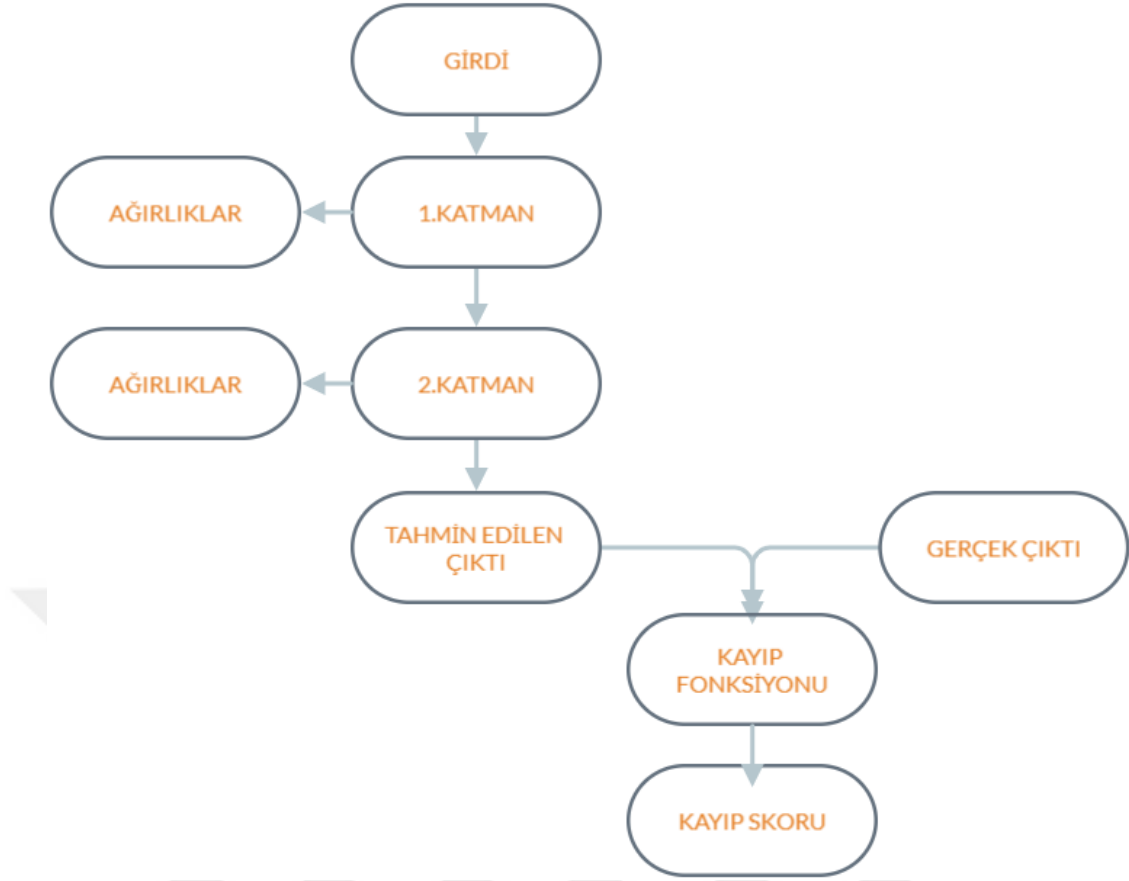 GİRDİ
AĞIRLIKLAR
1.KATMAN
AĞIRLIKLAR
2.KATMAN
TAHMİN EDİLEN
ÇIKTI
GERÇEK ÇIKTI
KAYIP
FONKSİYONU
KAYIP SKORU